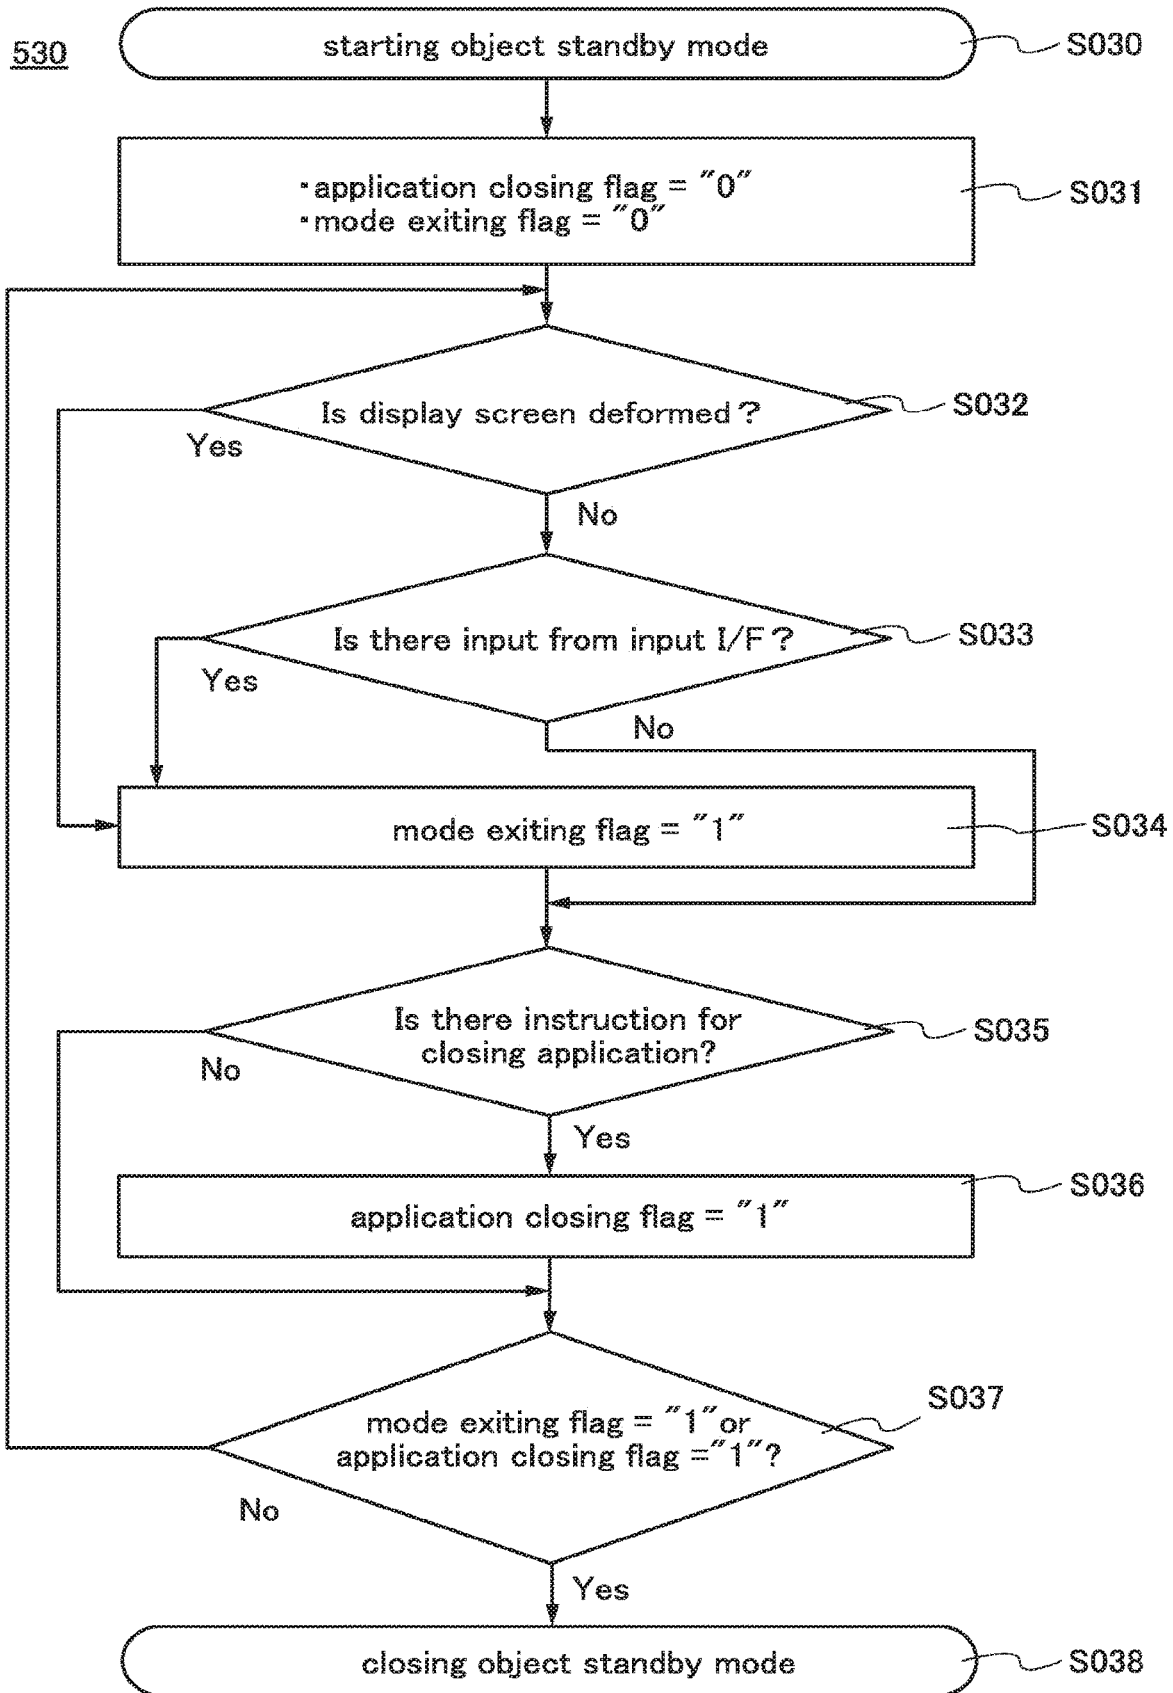 530
starting object standby mode
S030
・application closing flag = "0"
・mode exiting flag = "0"
S031
Is display screen deformed?
S032
Yes
No
Is there input from input I/F?
S033
Yes
No
mode exiting flag = "1"
S034
Is there instruction for
closing application?
S035
No
Yes
application closing flag = "1"
S036
mode exiting flag = "1" or
application closing flag ="1"?
S037
No
Yes
closing object standby mode
S038